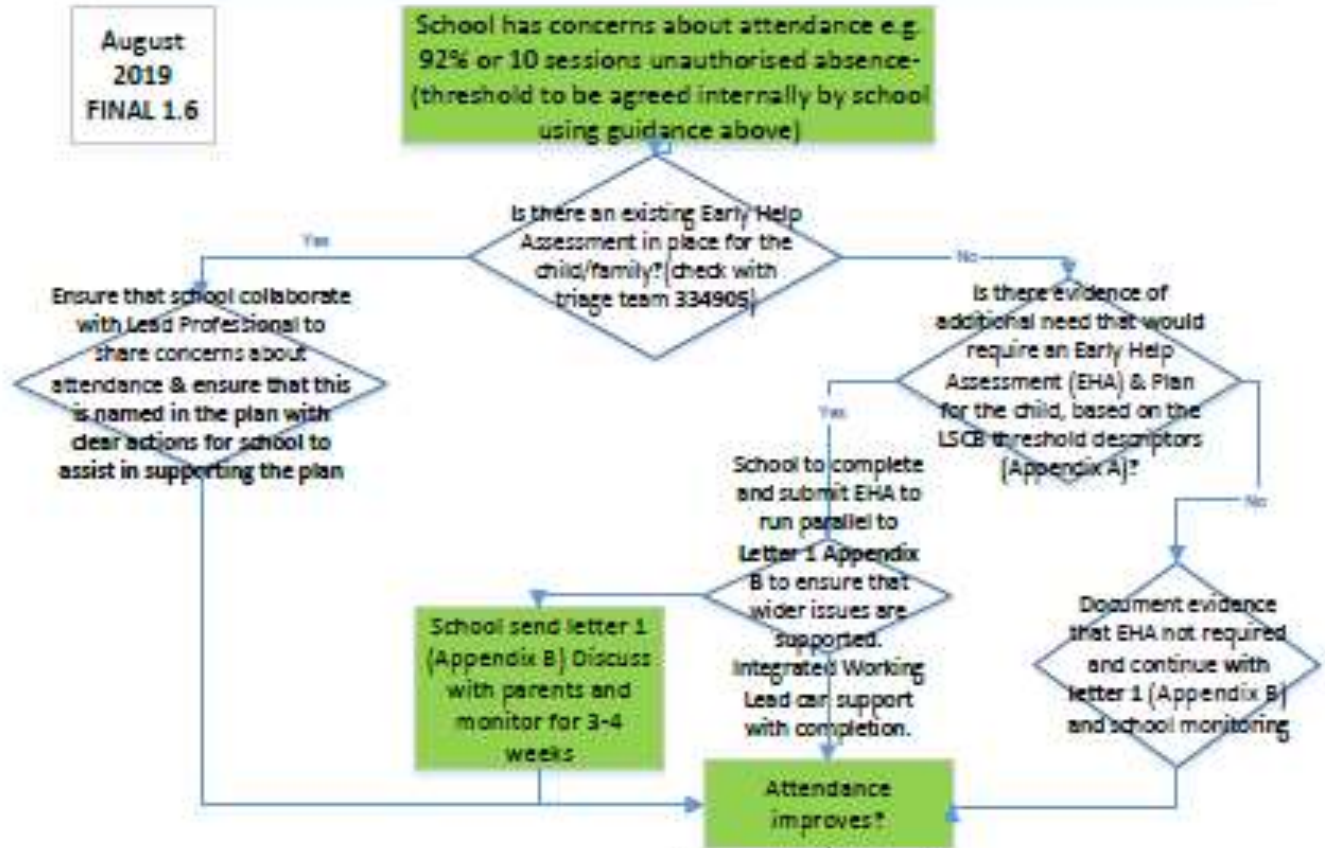 August
2019
FINAL 1.6
School has concerns about attendance e.g.
92% or 10 sessions unauthorised absence-
(threshold to be agreed internally by school
using guidance above)
Is there an existing Early Help
Assessment in place for the
child/family? (check with
triage team 334905)
Yes
No
Ensure that school collaborate
with Lead Professional to
share concerns about
attendance & ensure that this
is named in the plan with
clear actions for school to
assist in supporting the plan
Is there evidence of
additional need that would
require an Early Help
Assessment (EHA) & Plan
for the child, based on the
LSCB threshold descriptors
(Appendix A)?
Yes
No
School to complete
and submit EHA to
run parallel to
Letter 1 Appendix
B to ensure that
wider issues are
supported.
Integrated Working
Lead can support
with completion.
School send letter 1
(Appendix B) Discuss
with parents and
monitor for 3-4
weeks
Document evidence
that EHA not required
and continue with
letter 1 (Appendix B)
and school monitoring
Attendance
improves?